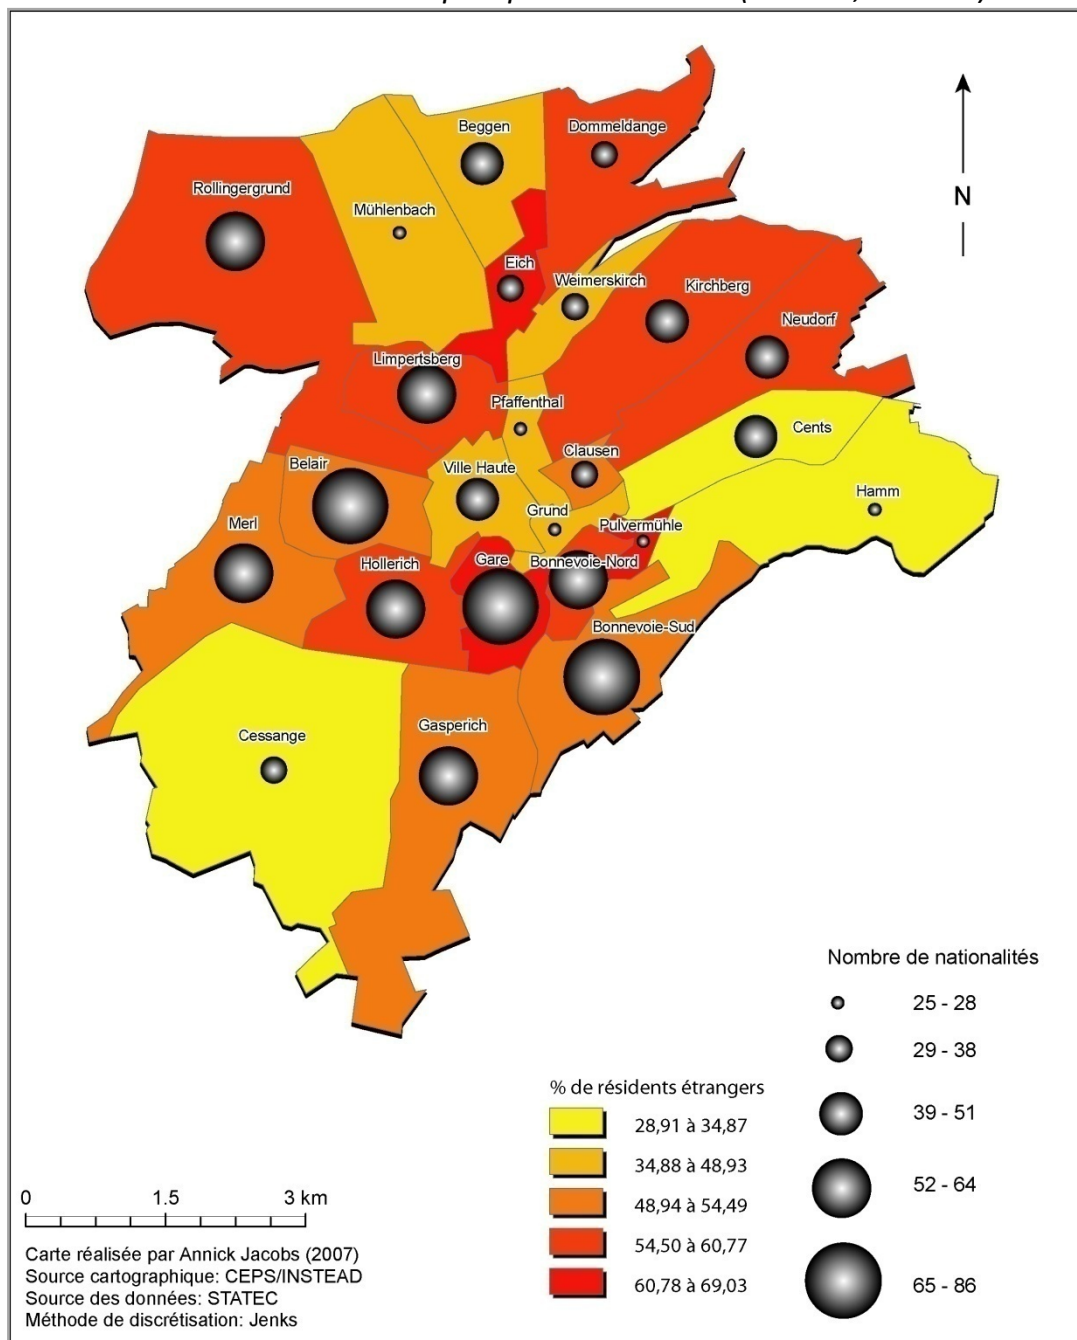 Beggen
Dommeldange
Rollingergrund
Mühlenbach
N
Eich
Weimerskirch
Kirchberg
Neudorf
Limpertsberg
Pfaffenthal
Cents
Clausen
Belair
Ville Haute
Hamm
Grund
Merl
Pulvermühle
Hollerich
Gare
Bonnevoie-Nord
Bonnevoie-Sud
Gasperich
Cessange
Nombre de nationalités
25 - 28
29 - 38
39 - 51
52 - 64
65 - 86
% de résidents étrangers
28,91 à 34,87
34,88 à 48,93
48,94 à 54,49
54,50 à 60,77
60,78 à 69,03
0 1.5 3 km
Carte réalisée par Annick Jacobs (2007)
Source cartographique: CEPS/INSTEAD
Source des données: STATEC
Méthode de discrétisation: Jenks